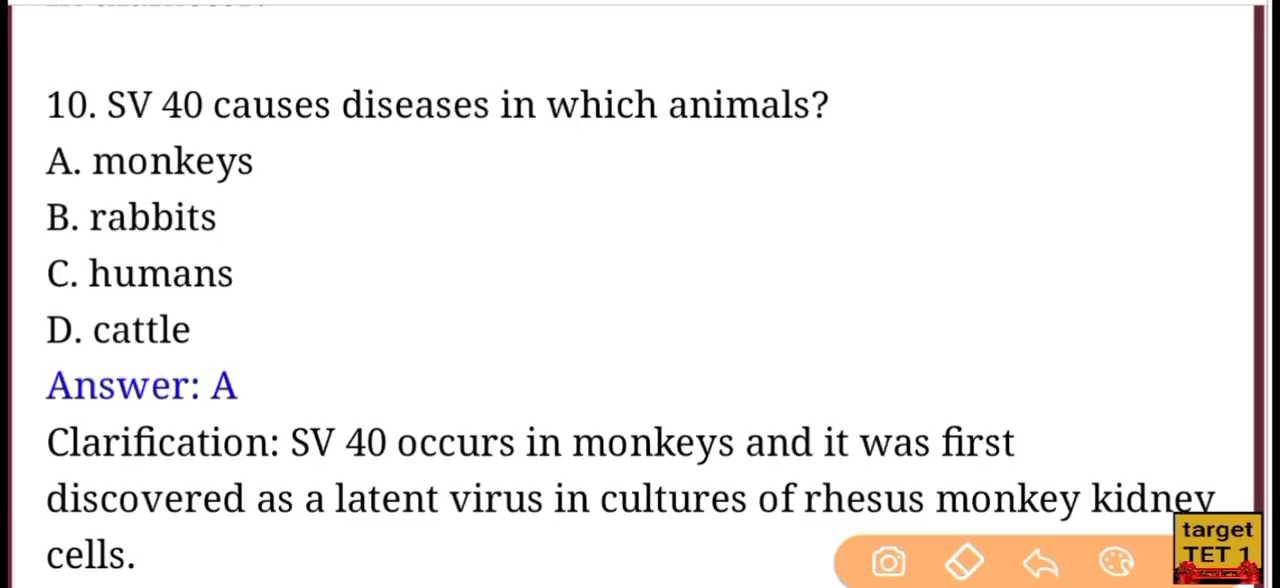 10. SV 40 causes diseases in which animals?
A. monkeys
B. rabbits
C. humans
D. cattle
Answer: A
Clarification: SV 40 occurs in monkeys and it was first
discovered as a latent virus in cultures of rhesus monkey kidney
cells.
target
TET 1